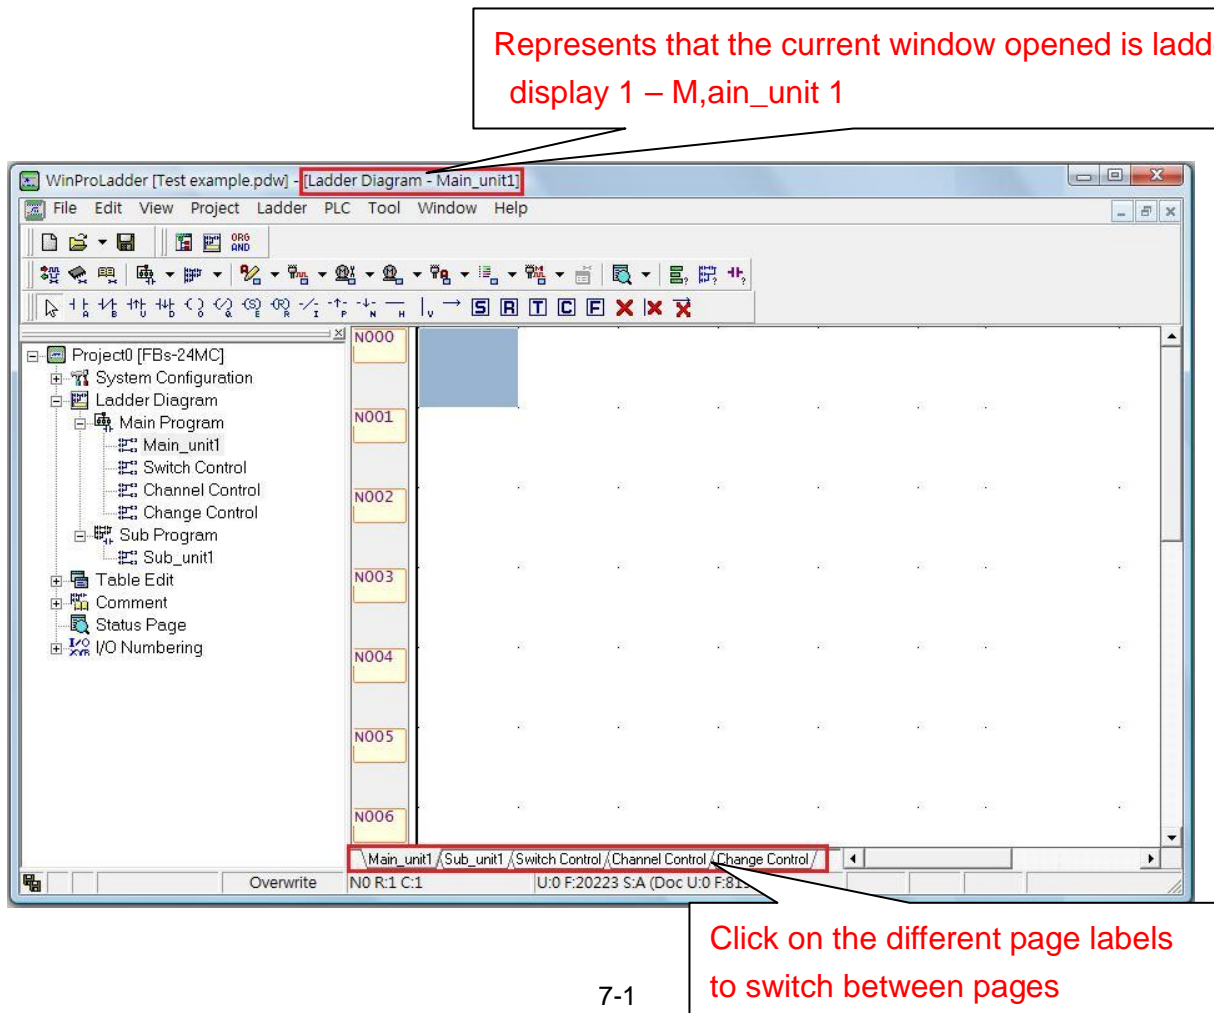 Represents that the current window opened is ladd
display 1 – M,ain_unit 1
WinProLadder [Test example.pdw] - [Ladder Diagram - Main_unit1]
File Edit View Project Ladder PLC Tool Window Help
ORG
AND
S R T C F
Project0 [FBs-24MC]
System Configuration
Ladder Diagram
Main Program
Main_unit1
Switch Control
Channel Control
Change Control
Sub Program
Sub_unit1
Table Edit
Comment
Status Page
I/O Numbering
N000
N001
N002
N003
N004
N005
N006
Main_unit1 Sub_unit1 Switch Control Channel Control Change Control
Overwrite N0 R:1 C:1 U:0 F:20223 S:A (Doc U:0 F:81
Click on the different page labels
to switch between pages
7-1